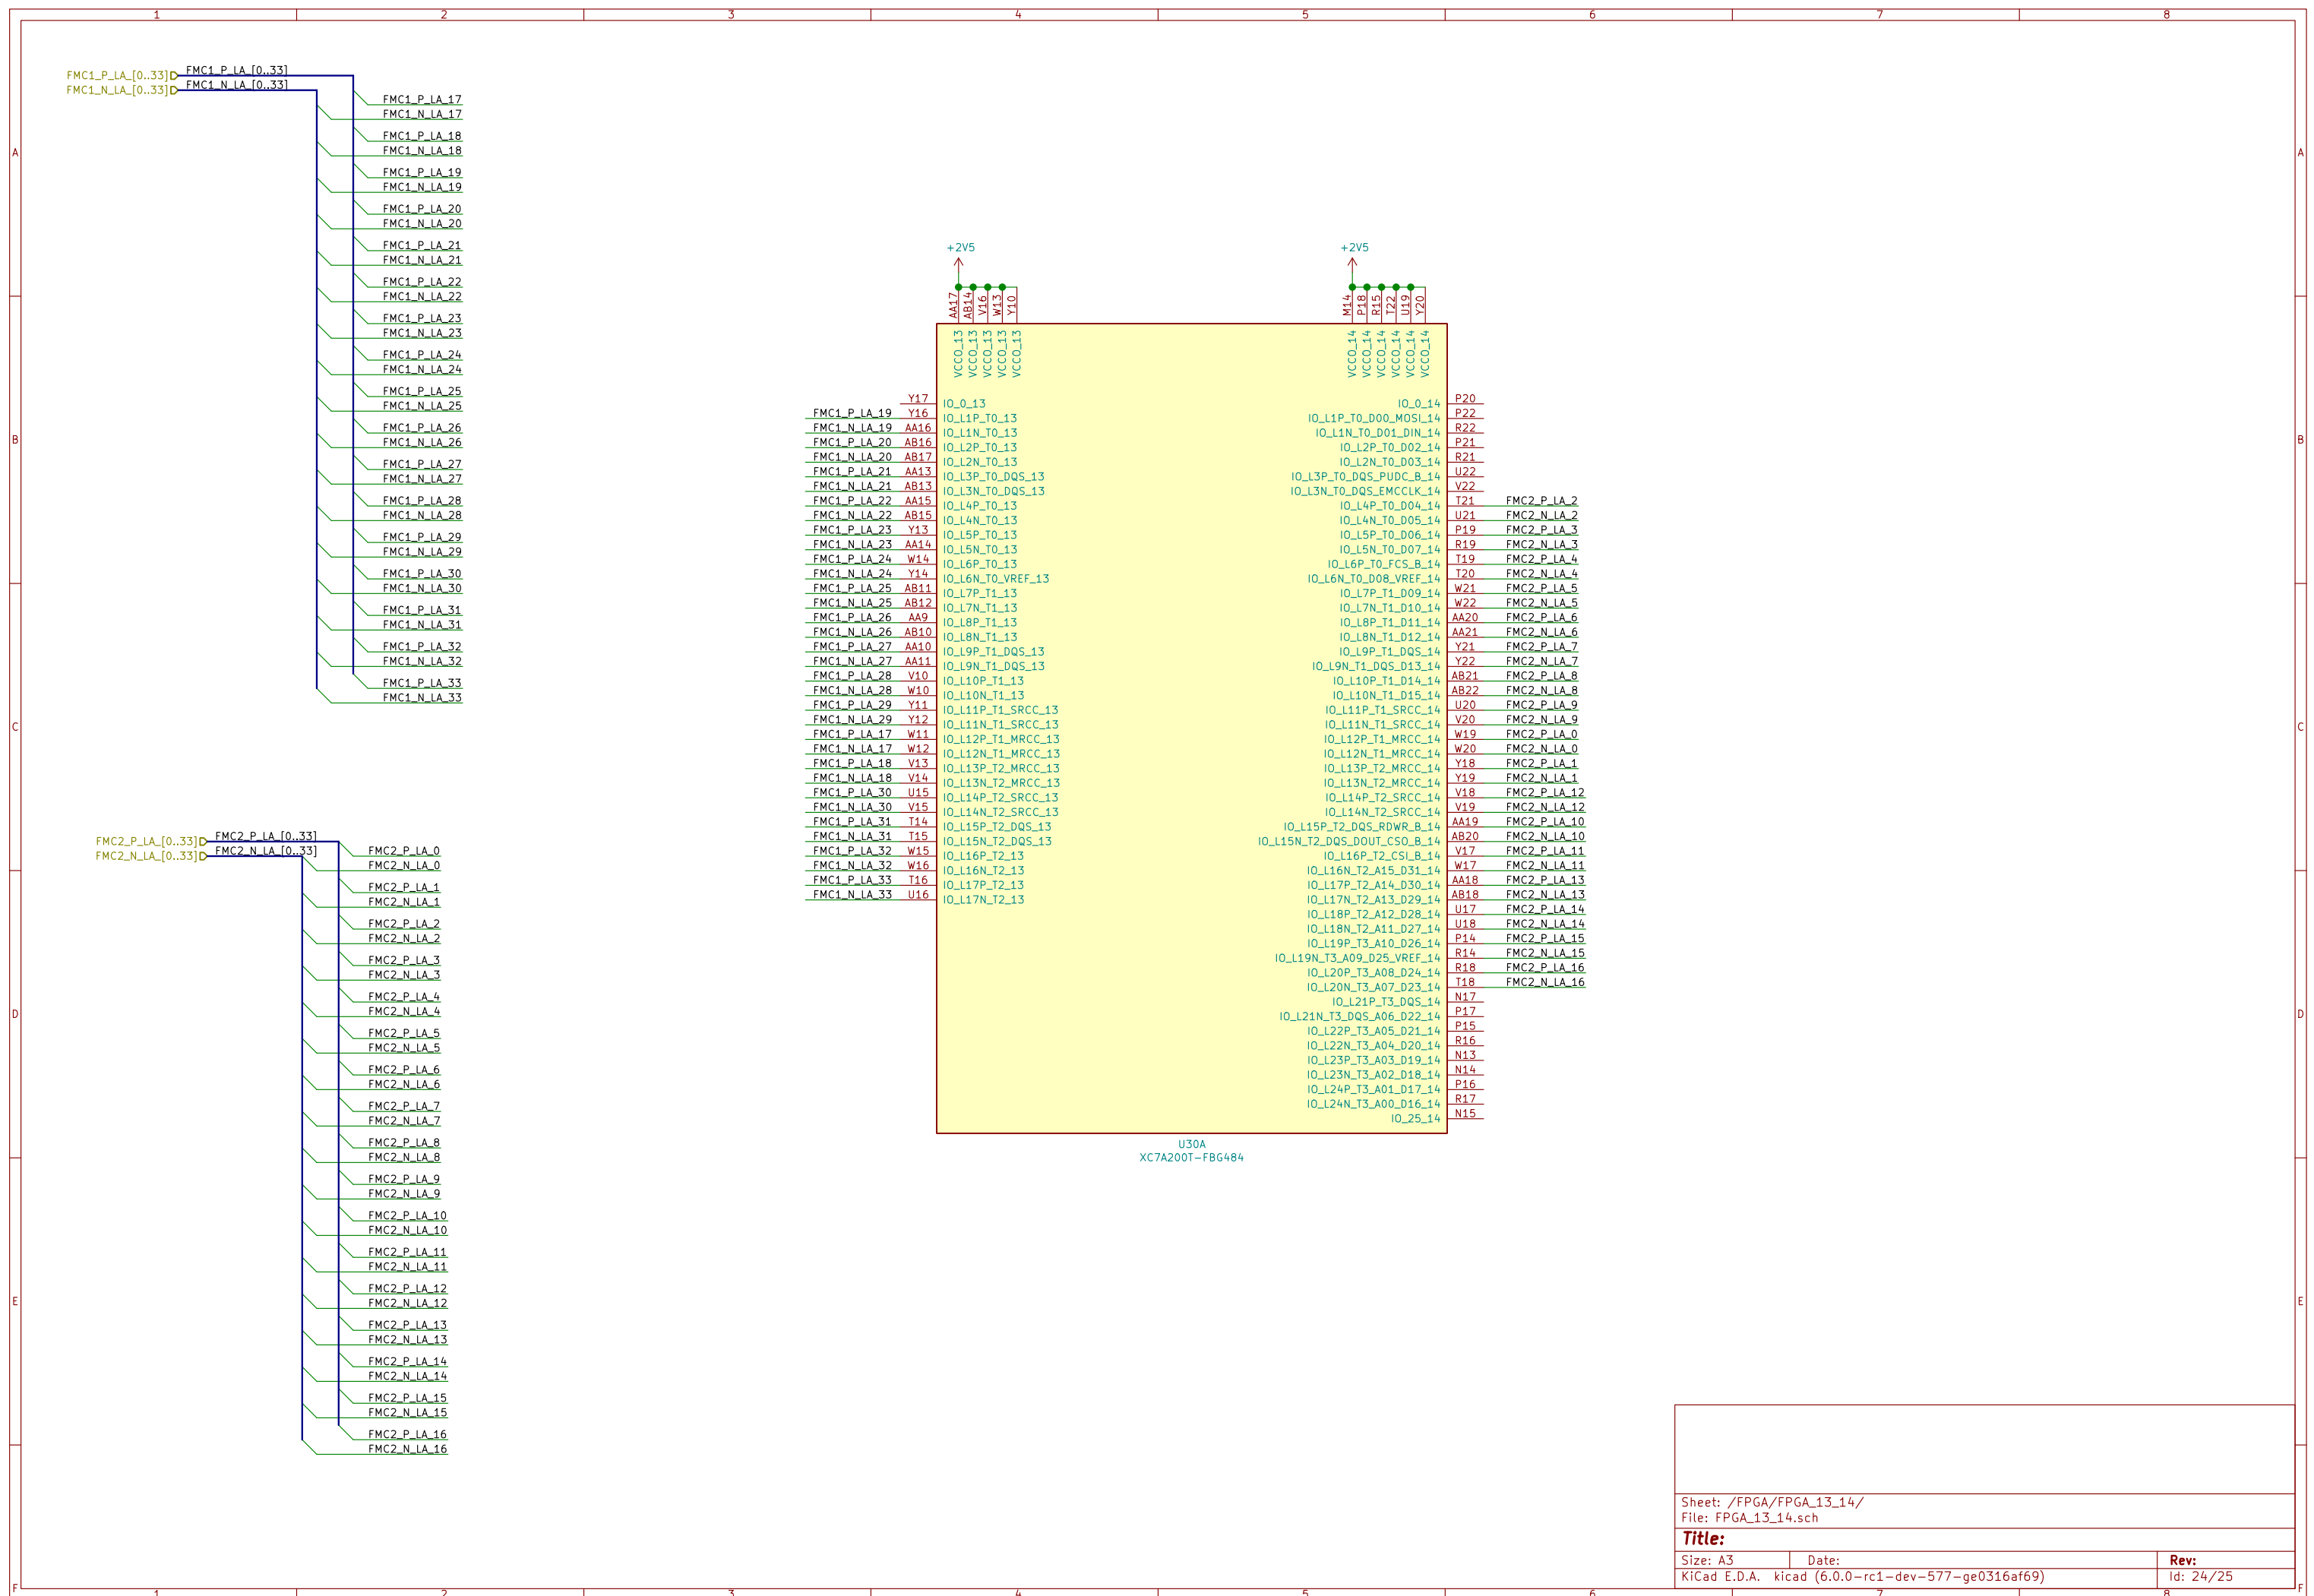 1 2 3 4 5 6 7 8
A A
B B
C C
D D
E E
F F
FMC1_P_LA_[0..33] FMC1_P_LA_[0..33]
FMC1_N_LA_[0..33] FMC1_N_LA_[0..33]
FMC1_P_LA_17
FMC1_N_LA_17
FMC1_P_LA_18
FMC1_N_LA_18
FMC1_P_LA_19
FMC1_N_LA_19
FMC1_P_LA_20
FMC1_N_LA_20
FMC1_P_LA_21
FMC1_N_LA_21
FMC1_P_LA_22
FMC1_N_LA_22
FMC1_P_LA_23
FMC1_N_LA_23
FMC1_P_LA_24
FMC1_N_LA_24
FMC1_P_LA_25
FMC1_N_LA_25
FMC1_P_LA_26
FMC1_N_LA_26
FMC1_P_LA_27
FMC1_N_LA_27
FMC1_P_LA_28
FMC1_N_LA_28
FMC1_P_LA_29
FMC1_N_LA_29
FMC1_P_LA_30
FMC1_N_LA_30
FMC1_P_LA_31
FMC1_N_LA_31
FMC1_P_LA_32
FMC1_N_LA_32
FMC1_P_LA_33
FMC1_N_LA_33
FMC2_P_LA_[0..33] FMC2_P_LA_[0..33]
FMC2_N_LA_[0..33] FMC2_N_LA_[0..33]
FMC2_P_LA_0
FMC2_N_LA_0
FMC2_P_LA_1
FMC2_N_LA_1
FMC2_P_LA_2
FMC2_N_LA_2
FMC2_P_LA_3
FMC2_N_LA_3
FMC2_P_LA_4
FMC2_N_LA_4
FMC2_P_LA_5
FMC2_N_LA_5
FMC2_P_LA_6
FMC2_N_LA_6
FMC2_P_LA_7
FMC2_N_LA_7
FMC2_P_LA_8
FMC2_N_LA_8
FMC2_P_LA_9
FMC2_N_LA_9
FMC2_P_LA_10
FMC2_N_LA_10
FMC2_P_LA_11
FMC2_N_LA_11
FMC2_P_LA_12
FMC2_N_LA_12
FMC2_P_LA_13
FMC2_N_LA_13
FMC2_P_LA_14
FMC2_N_LA_14
FMC2_P_LA_15
FMC2_N_LA_15
FMC2_P_LA_16
FMC2_N_LA_16
+2V5 +2V5
AA17 AB14 V16 W13 Y10 M14 P18 R15 T22 U19 Y20
VCCO_13 VCCO_13 VCCO_13 VCCO_13 VCCO_13 VCCO_14 VCCO_14 VCCO_14 VCCO_14 VCCO_14 VCCO_14
Y17 IO_0_13 IO_0_14 P20
FMC1_P_LA_19 Y16 IO_L1P_T0_13 IO_L1P_T0_D00_MOSI_14 P22
FMC1_N_LA_19 AA16 IO_L1N_T0_13 IO_L1N_T0_D01_DIN_14 R22
FMC1_P_LA_20 AB16 IO_L2P_T0_13 IO_L2P_T0_D02_14 P21
FMC1_N_LA_20 AB17 IO_L2N_T0_13 IO_L2N_T0_D03_14 R21
FMC1_P_LA_21 AA13 IO_L3P_T0_DQS_13 IO_L3P_T0_DQS_PUDC_B_14 U22
FMC1_N_LA_21 AB13 IO_L3N_T0_DQS_13 IO_L3N_T0_DQS_EMCCLK_14 V22
FMC1_P_LA_22 AA15 IO_L4P_T0_13 IO_L4P_T0_D04_14 T21 FMC2_P_LA_2
FMC1_N_LA_22 AB15 IO_L4N_T0_13 IO_L4N_T0_D05_14 U21 FMC2_N_LA_2
FMC1_P_LA_23 Y13 IO_L5P_T0_13 IO_L5P_T0_D06_14 P19 FMC2_P_LA_3
FMC1_N_LA_23 AA14 IO_L5N_T0_13 IO_L5N_T0_D07_14 R19 FMC2_N_LA_3
FMC1_P_LA_24 W14 IO_L6P_T0_13 IO_L6P_T0_FCS_B_14 T19 FMC2_P_LA_4
FMC1_N_LA_24 Y14 IO_L6N_T0_VREF_13 IO_L6N_T0_D08_VREF_14 T20 FMC2_N_LA_4
FMC1_P_LA_25 AB11 IO_L7P_T1_13 IO_L7P_T1_D09_14 W21 FMC2_P_LA_5
FMC1_N_LA_25 AB12 IO_L7N_T1_13 IO_L7N_T1_D10_14 W22 FMC2_N_LA_5
FMC1_P_LA_26 AA9 IO_L8P_T1_13 IO_L8P_T1_D11_14 AA20 FMC2_P_LA_6
FMC1_N_LA_26 AB10 IO_L8N_T1_13 IO_L8N_T1_D12_14 AA21 FMC2_N_LA_6
FMC1_P_LA_27 AA10 IO_L9P_T1_DQS_13 IO_L9P_T1_DQS_14 Y21 FMC2_P_LA_7
FMC1_N_LA_27 AA11 IO_L9N_T1_DQS_13 IO_L9N_T1_DQS_D13_14 Y22 FMC2_N_LA_7
FMC1_P_LA_28 V10 IO_L10P_T1_13 IO_L10P_T1_D14_14 AB21 FMC2_P_LA_8
FMC1_N_LA_28 W10 IO_L10N_T1_13 IO_L10N_T1_D15_14 AB22 FMC2_N_LA_8
FMC1_P_LA_29 Y11 IO_L11P_T1_SRCC_13 IO_L11P_T1_SRCC_14 U20 FMC2_P_LA_9
FMC1_N_LA_29 Y12 IO_L11N_T1_SRCC_13 IO_L11N_T1_SRCC_14 V20 FMC2_N_LA_9
FMC1_P_LA_17 W11 IO_L12P_T1_MRCC_13 IO_L12P_T1_MRCC_14 W19 FMC2_P_LA_0
FMC1_N_LA_17 W12 IO_L12N_T1_MRCC_13 IO_L12N_T1_MRCC_14 W20 FMC2_N_LA_0
FMC1_P_LA_18 V13 IO_L13P_T2_MRCC_13 IO_L13P_T2_MRCC_14 Y18 FMC2_P_LA_1
FMC1_N_LA_18 V14 IO_L13N_T2_MRCC_13 IO_L13N_T2_MRCC_14 Y19 FMC2_N_LA_1
FMC1_P_LA_30 U15 IO_L14P_T2_SRCC_13 IO_L14P_T2_SRCC_14 V18 FMC2_P_LA_12
FMC1_N_LA_30 V15 IO_L14N_T2_SRCC_13 IO_L14N_T2_SRCC_14 V19 FMC2_N_LA_12
FMC1_P_LA_31 T14 IO_L15P_T2_DQS_13 IO_L15P_T2_DQS_RDWR_B_14 AA19 FMC2_P_LA_10
FMC1_N_LA_31 T15 IO_L15N_T2_DQS_13 IO_L15N_T2_DQS_DOUT_CSO_B_14 AB20 FMC2_N_LA_10
FMC1_P_LA_32 W15 IO_L16P_T2_13 IO_L16P_T2_CSI_B_14 V17 FMC2_P_LA_11
FMC1_N_LA_32 W16 IO_L16N_T2_13 IO_L16N_T2_A15_D31_14 W17 FMC2_N_LA_11
FMC1_P_LA_33 T16 IO_L17P_T2_13 IO_L17P_T2_A14_D30_14 AA18 FMC2_P_LA_13
FMC1_N_LA_33 U16 IO_L17N_T2_13 IO_L17N_T2_A13_D29_14 AB18 FMC2_N_LA_13
IO_L18P_T2_A12_D28_14 U17 FMC2_P_LA_14
IO_L18N_T2_A11_D27_14 U18 FMC2_N_LA_14
IO_L19P_T3_A10_D26_14 P14 FMC2_P_LA_15
IO_L19N_T3_A09_D25_VREF_14 R14 FMC2_N_LA_15
IO_L20P_T3_A08_D24_14 R18 FMC2_P_LA_16
IO_L20N_T3_A07_D23_14 T18 FMC2_N_LA_16
IO_L21P_T3_DQS_14 N17
IO_L21N_T3_DQS_A06_D22_14 P17
IO_L22P_T3_A05_D21_14 P15
IO_L22N_T3_A04_D20_14 R16
IO_L23P_T3_A03_D19_14 N13
IO_L23N_T3_A02_D18_14 N14
IO_L24P_T3_A01_D17_14 P16
IO_L24N_T3_A00_D16_14 R17
IO_25_14 N15
U30A
XC7A200T-FBG484
Sheet: /FPGA/FPGA_13_14/
File: FPGA_13_14.sch
Title:
Size: A3 Date: Rev:
KiCad E.D.A. kicad (6.0.0-rc1-dev-577-ge0316af69) Id: 24/25
1 2 3 4 5 6 7 8